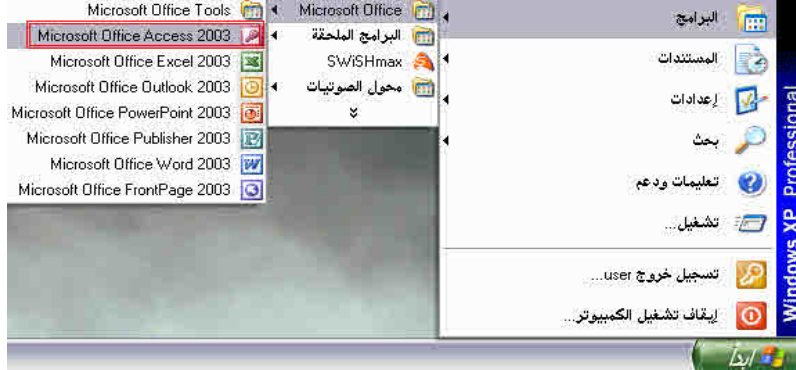 البرامج
المستندات
إعدادات
بحث
تعليمات ودعم
تشغيل...
تسجيل خروج user...
إيقاف تشغيل الكمبيوتر...
Windows XP Professional
ابدأ
Microsoft Office
البرامج الملحقة
SWiSHmax
محول الصوتيات
Microsoft Office Tools
Microsoft Office Access 2003
Microsoft Office Excel 2003
Microsoft Office Outlook 2003
Microsoft Office PowerPoint 2003
Microsoft Office Publisher 2003
Microsoft Office Word 2003
Microsoft Office FrontPage 2003